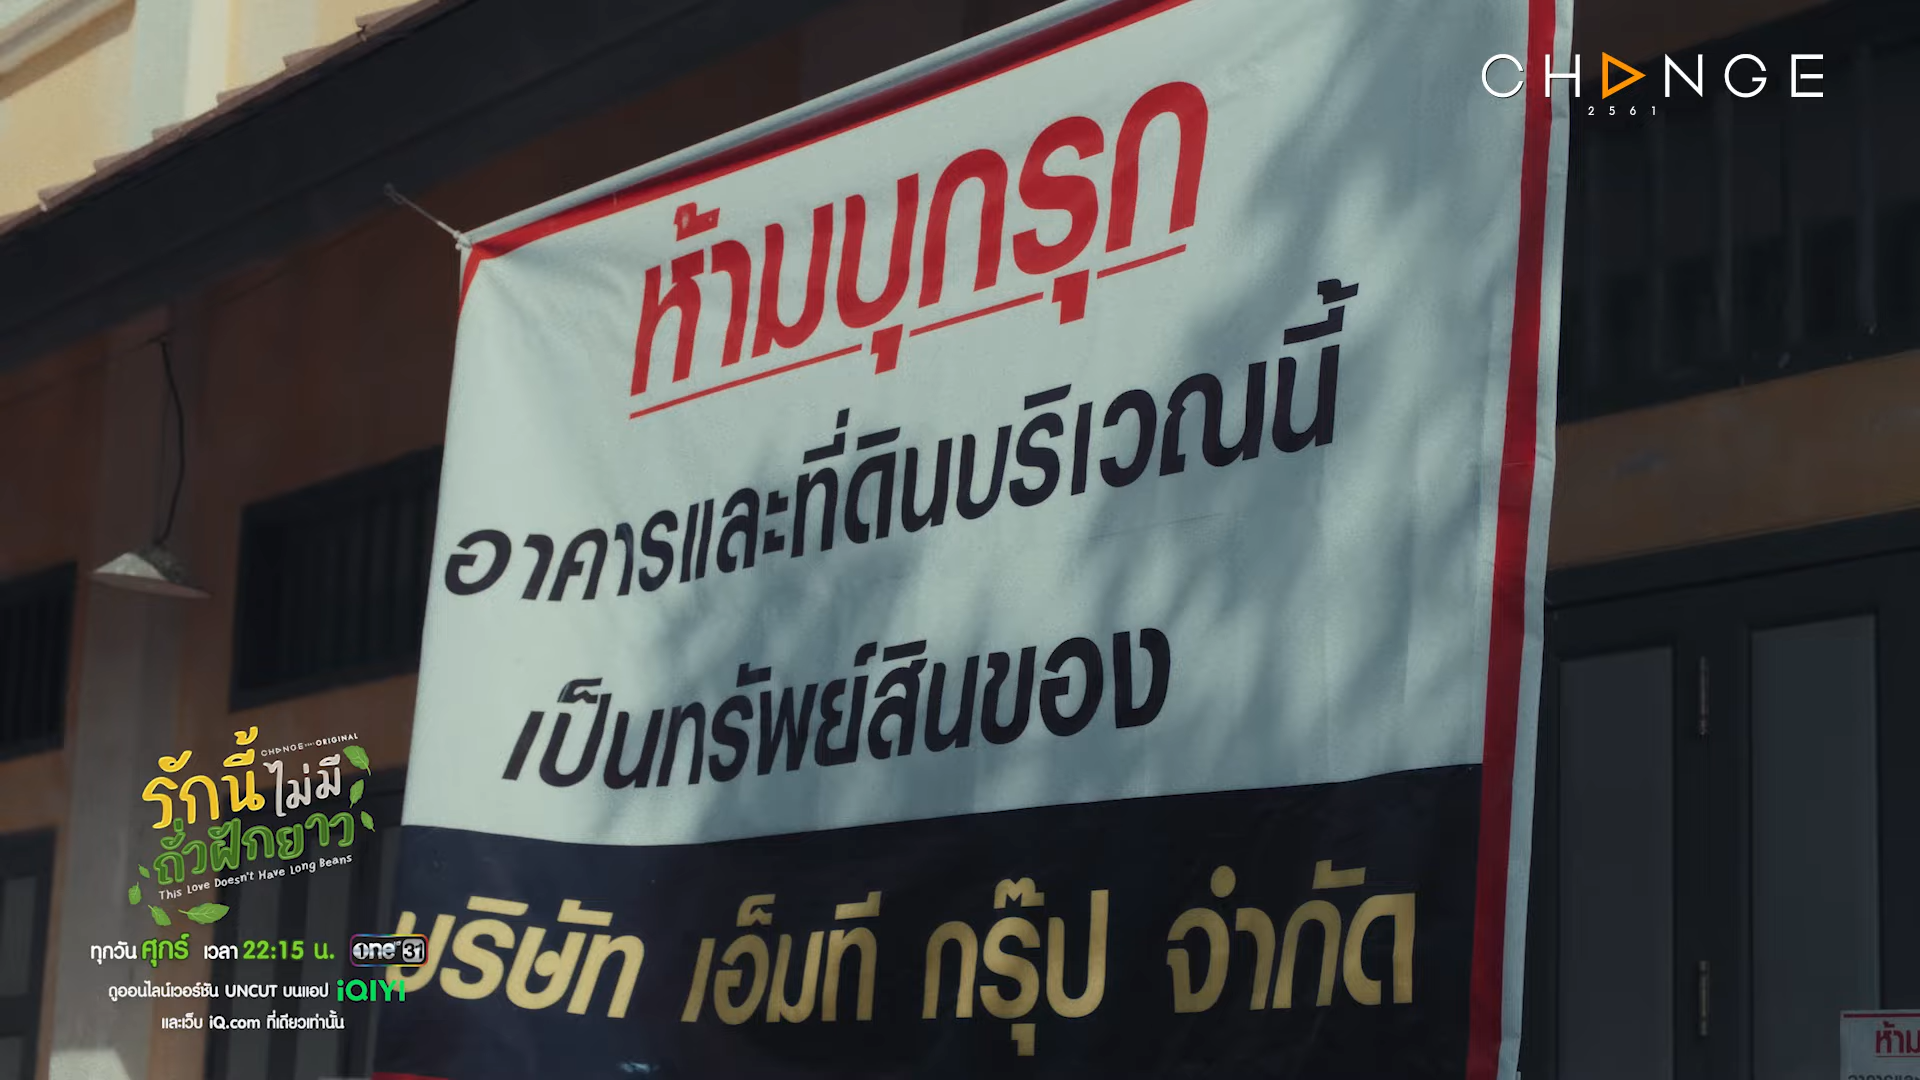 CHANGE
2561
ห้ามบุกรุก
อาคารและที่ดินบริเวณนี้
เป็นทรัพย์สินของ
บริษัท เอ็มที กรุ๊ป จำกัด
CHANGE2561 ORIGINAL
รักนี้ไม่มี
ถั่วฝักยาว
This Love Doesn't Have Long Beans
ทุกวัน ศุกร์ เวลา 22:15 น. one HD 31
ดูออนไลน์เวอร์ชัน UNCUT บนแอป iQIYI
และเว็บ iQ.com ที่เดียวเท่านั้น
ห้าม